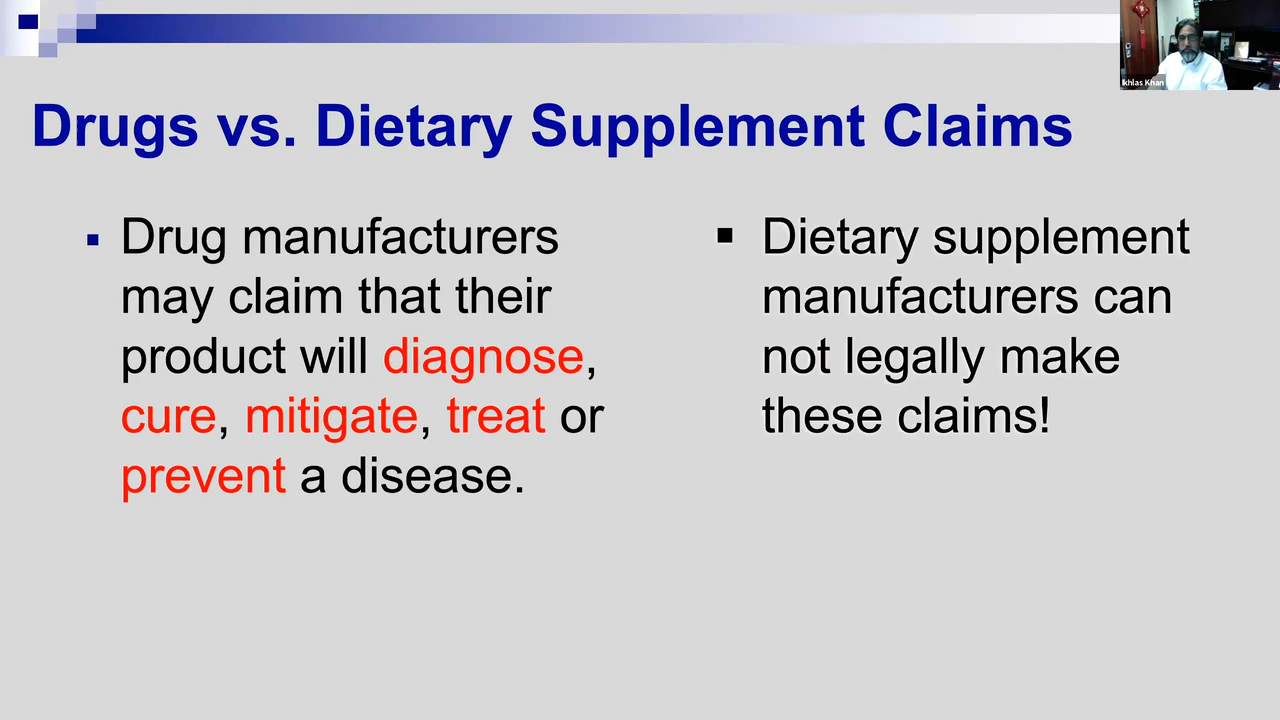 Ikhlas Khan
Drugs vs. Dietary Supplement Claims
Drug manufacturers
may claim that their
product will diagnose,
cure, mitigate, treat or
prevent a disease.
Dietary supplement
manufacturers can
not legally make
these claims!